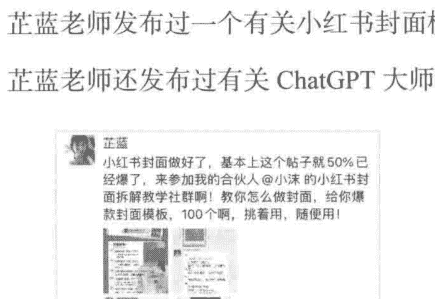 芷蓝老师发布过一个有关小红书封面
芷蓝老师还发布过有关 ChatGPT 大师
芷蓝
小红书封面做好了，基本上这个帖子就50%已
经爆了，来参加我的合伙人@小沫 的小红书封
面拆解教学社群啊！教你怎么做封面，给你爆
款封面模板，100个啊，挑着用，随便用！